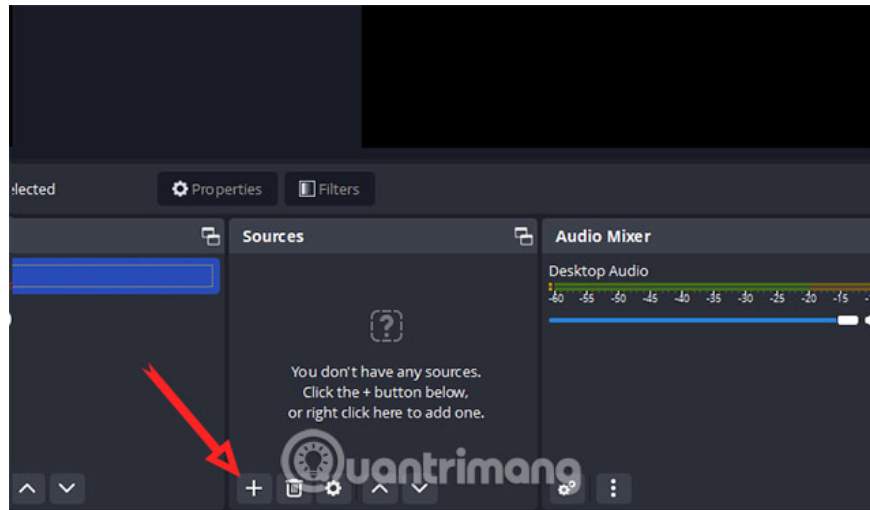 elected
Properties
Filters
Sources
Audio Mixer
Desktop Audio
-60 -55 -50 -45 -40 -35 -30 -25 -20 -15
You don't have any sources.
Click the + button below,
or right click here to add one.
Quantrimang